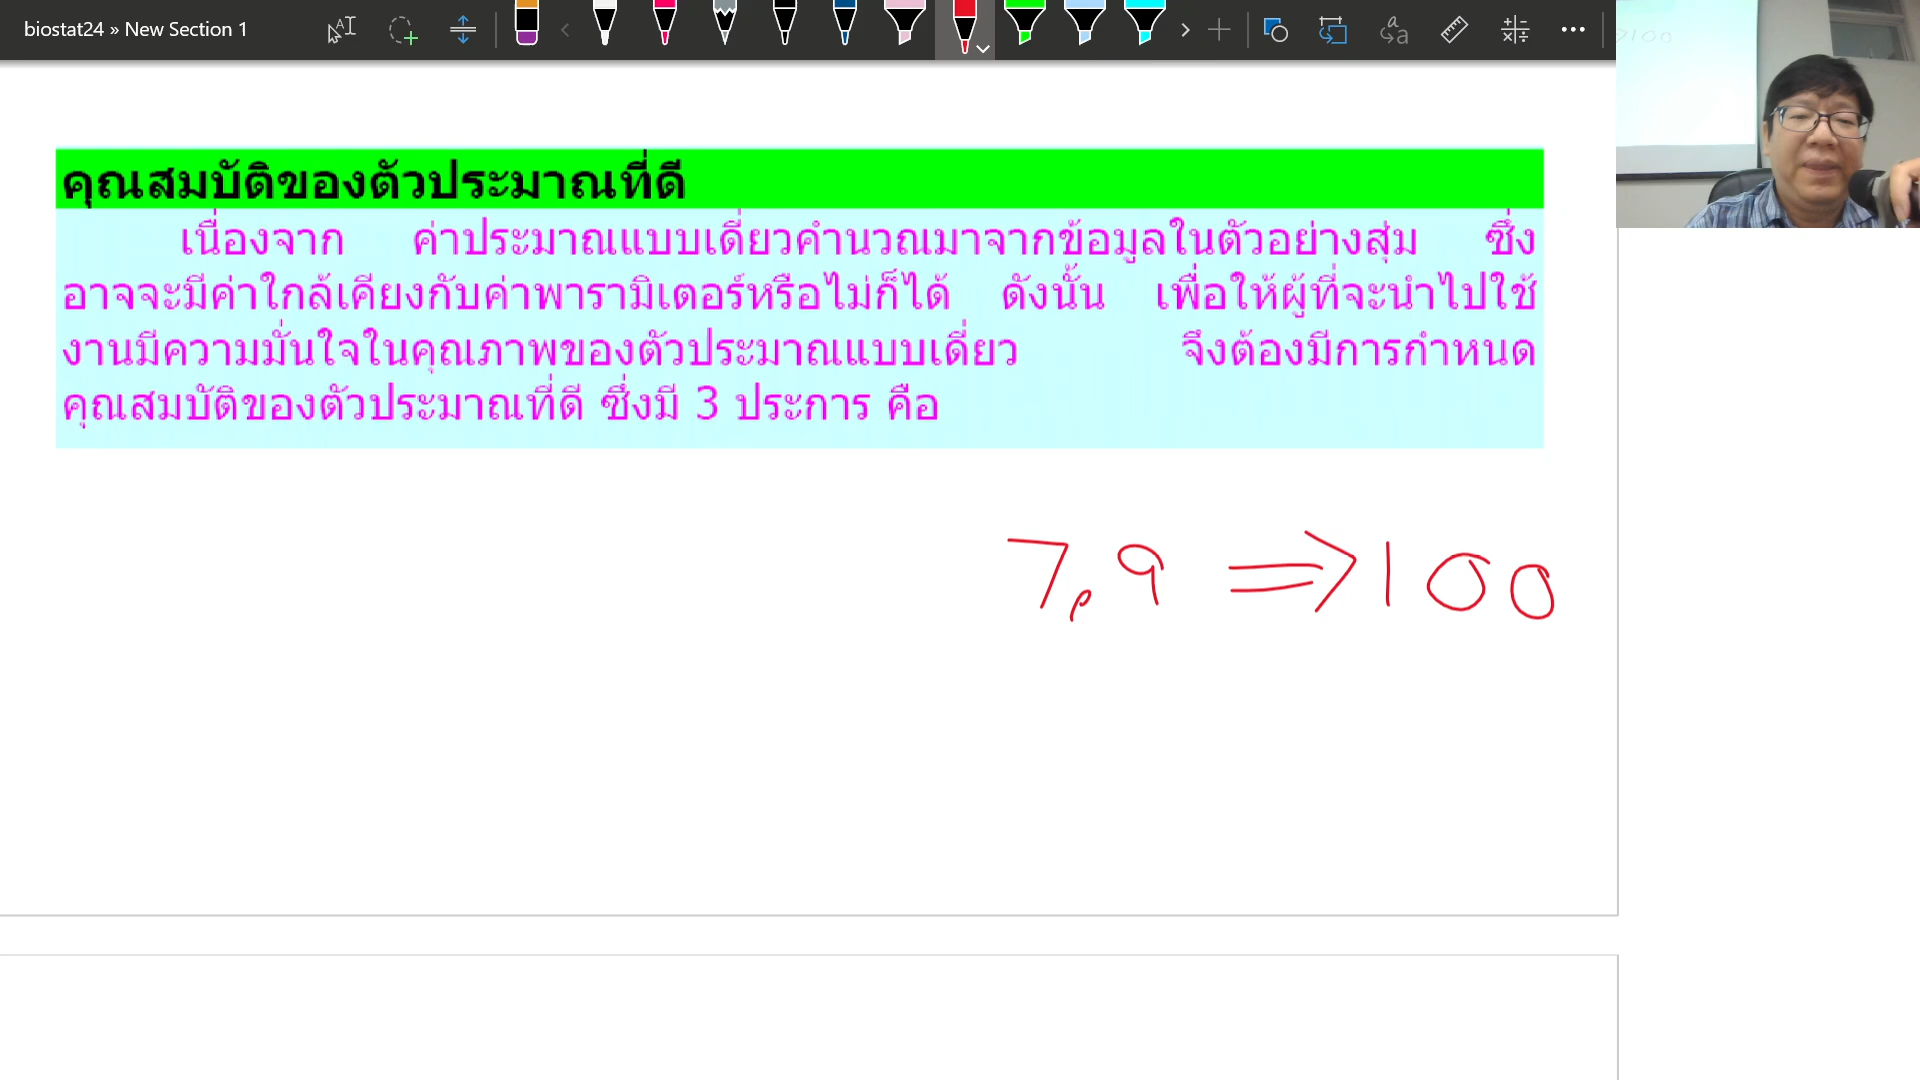 biostat24 » New Section 1
คุณสมบัติของตัวประมาณที่ดี
เนื่องจาก ค่าประมาณแบบเดี่ยวคำนวณมาจากข้อมูลในตัวอย่างสุ่ม ซึ่ง
อาจจะมีค่าใกล้เคียงกับค่าพารามิเตอร์หรือไม่ก็ได้ ดังนั้น เพื่อให้ผู้ที่จะนำไปใช้
งานมีความมั่นใจในคุณภาพของตัวประมาณแบบเดี่ยว จึงต้องมีการกำหนด
คุณสมบัติของตัวประมาณที่ดี ซึ่งมี 3 ประการ คือ
7,9 ⇒ 100